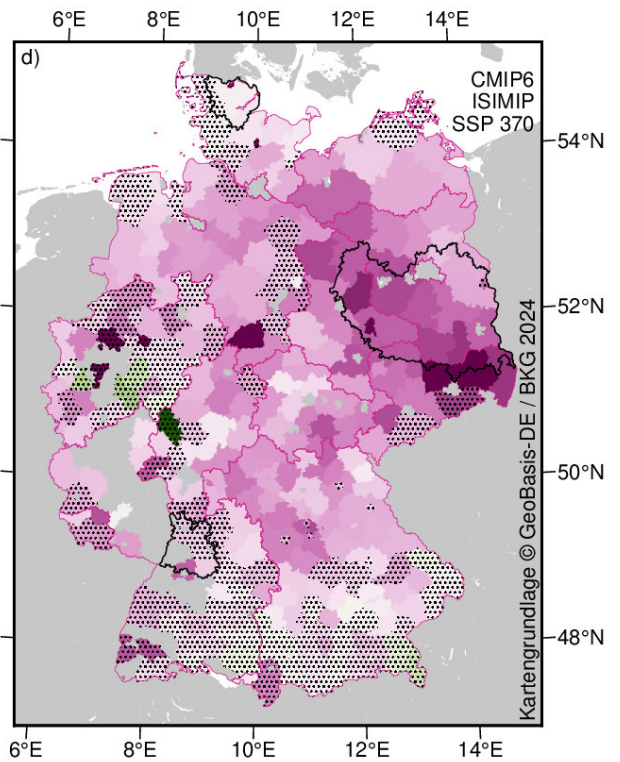 6°E 8°E 10°E 12°E 14°E
d)
CMIP6
ISIMIP
SSP 370
54°N
52°N
50°N
48°N
Kartengrundlage © GeoBasis-DE / BKG 2024
6°E 8°E 10°E 12°E 14°E